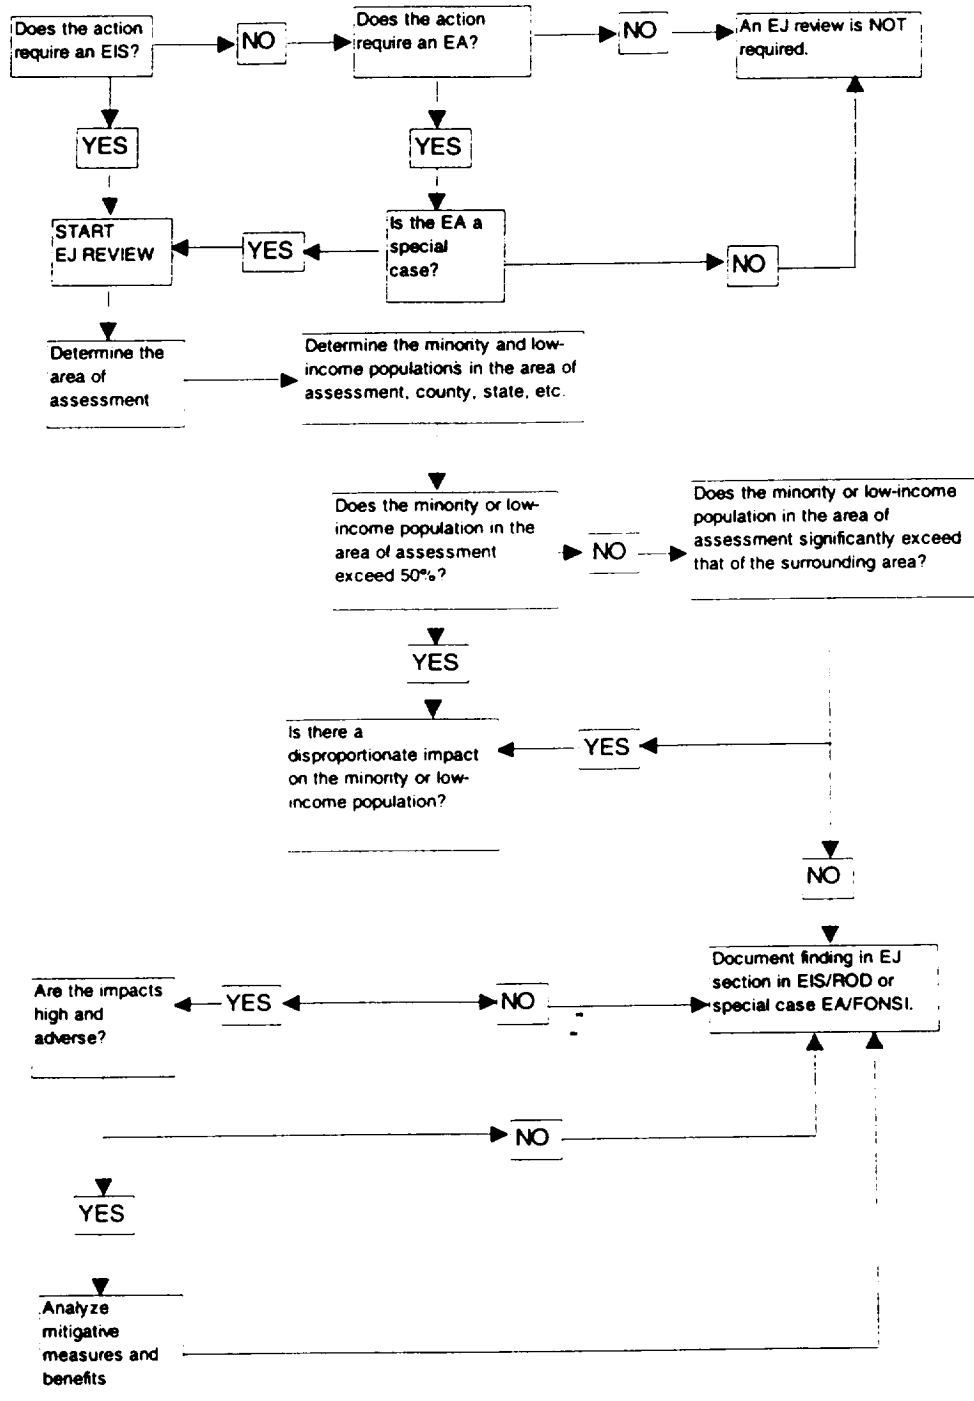 Does the action
require an EIS?
NO
Does the action
require an EA?
NO
An EJ review is NOT
required.
YES
YES
START
EJ REVIEW
YES
Is the EA a
special
case?
NO
Determine the
area of
assessment
Determine the minority and low-
income populations in the area of
assessment, county, state, etc.
Does the minority or low-
income population in the
area of assessment
exceed 50%?
NO
Does the minority or low-income
population in the area of
assessment significantly exceed
that of the surrounding area?
YES
Is there a
disproportionate impact
on the minority or low-
income population?
YES
NO
Are the impacts
high and
adverse?
YES
NO
Document finding in EJ
section in EIS/ROD or
special case EA/FONSI.
NO
YES
Analyze
mitigative
measures and
benefits